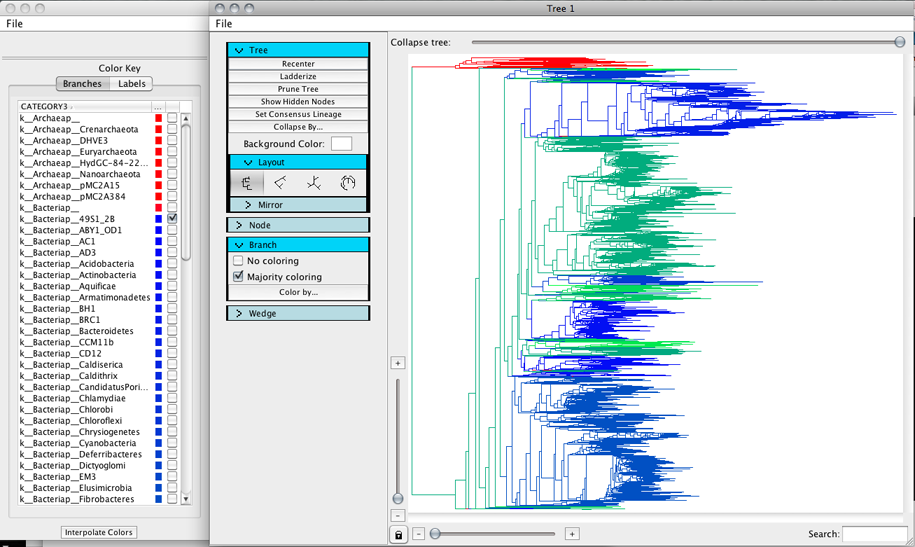 Tree 1
File
File
Color Key
Branches Labels
CATEGORY3 ...
k__Archaeap__
k__Archaeap__Crenarchaeota
k__Archaeap__DHVE3
k__Archaeap__Euryarchaeota
k__Archaeap__HydGC-84-22...
k__Archaeap__Nanoarchaeota
k__Archaeap__pMC2A15
k__Archaeap__pMC2A384
k__Bacteriap__
k__Bacteriap__49S1_2B
k__Bacteriap__ABY1_OD1
k__Bacteriap__AC1
k__Bacteriap__AD3
k__Bacteriap__Acidobacteria
k__Bacteriap__Actinobacteria
k__Bacteriap__Aquificae
k__Bacteriap__Armatimonadetes
k__Bacteriap__BH1
k__Bacteriap__BRC1
k__Bacteriap__Bacteroidetes
k__Bacteriap__CCM11b
k__Bacteriap__CD12
k__Bacteriap__Caldiserica
k__Bacteriap__Caldithrix
k__Bacteriap__CandidatusPori...
k__Bacteriap__Chlamydiae
k__Bacteriap__Chlorobi
k__Bacteriap__Chloroflexi
k__Bacteriap__Chrysiogenetes
k__Bacteriap__Cyanobacteria
k__Bacteriap__Deferribacteres
k__Bacteriap__Dictyoglomi
k__Bacteriap__EM3
k__Bacteriap__Elusimicrobia
k__Bacteriap__Fibrobacteres
Interpolate Colors
Tree
Recenter
Ladderize
Prune Tree
Show Hidden Nodes
Set Consensus Lineage
Collapse By...
Background Color:
Layout
Mirror
Node
Branch
No coloring
Majority coloring
Color by...
Wedge
Collapse tree:
+
-
- +
Search: